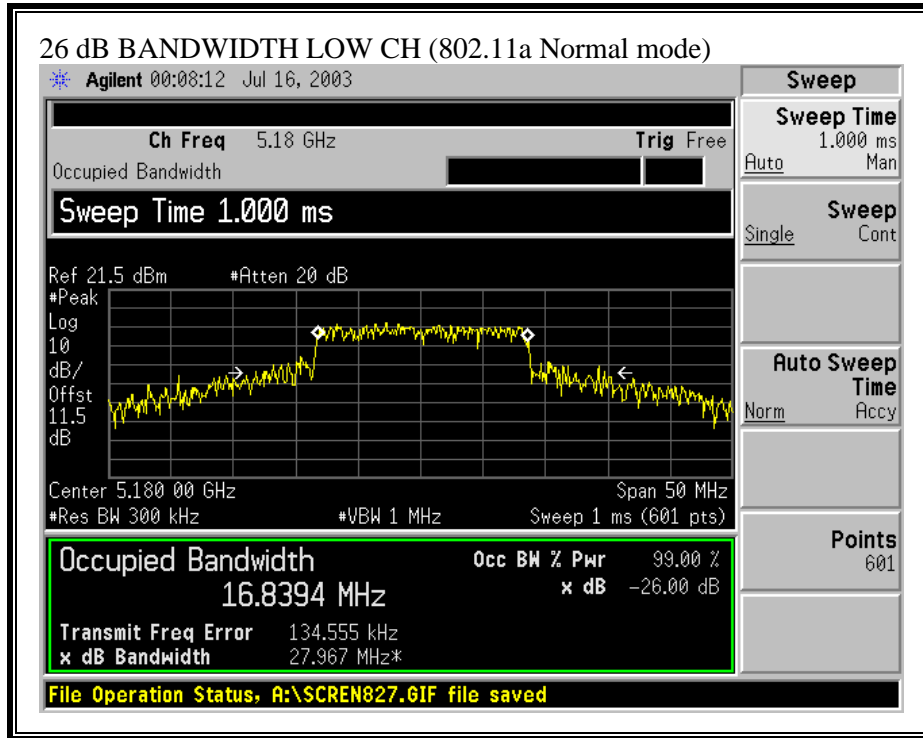 26 dB BANDWIDTH LOW CH (802.11a Normal mode)
Agilent 00:08:12 Jul 16, 2003
Sweep
Ch Freq 5.18 GHz Trig Free
Occupied Bandwidth
Sweep Time 1.000 ms
Sweep Time
1.000 ms
Auto Man
Sweep
Single Cont
Ref 21.5 dBm #Atten 20 dB
#Peak
Log
10
dB/
Offst
11.5
dB
Auto Sweep
Time
Norm Accy
Center 5.180 00 GHz Span 50 MHz
#Res BW 300 kHz #VBW 1 MHz Sweep 1 ms (601 pts)
Points
601
Occupied Bandwidth Occ BW % Pwr 99.00 %
16.8394 MHz x dB -26.00 dB
Transmit Freq Error 134.555 kHz
x dB Bandwidth 27.967 MHz*
File Operation Status, A:\SCREN827.GIF file saved